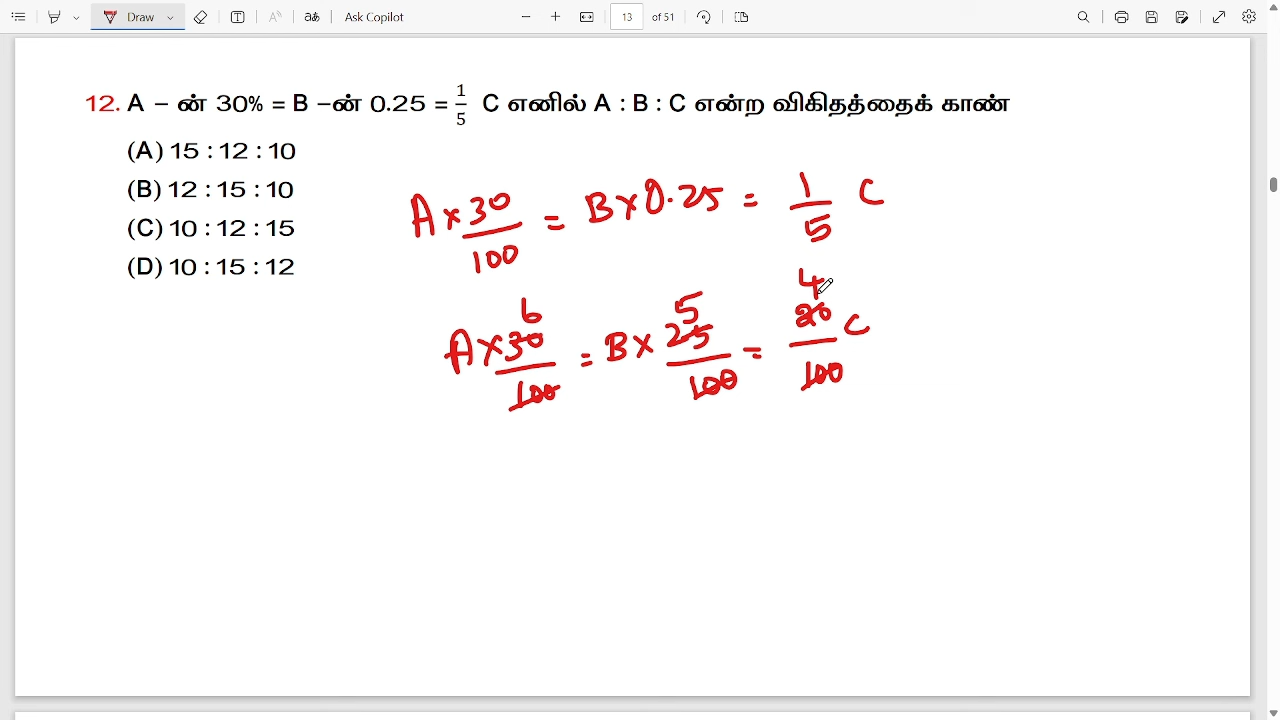 Draw
Ask Copilot
13 of 51
12. A – ன் 30% = B –ன் 0.25 = 1/5 C எனில் A : B : C என்ற விகிதத்தைக் காண்
(A) 15 : 12 : 10
(B) 12 : 15 : 10
(C) 10 : 12 : 15
(D) 10 : 15 : 12
A × 30/100 = B × 0.25 = 1/5 C
6 5 4
A × 30/100 = B × 25/100 = 20/100 C